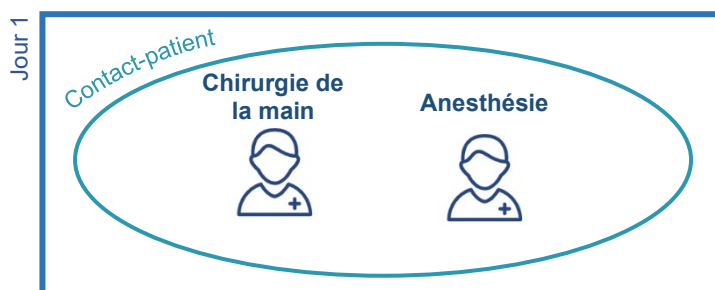 Jour 1
Contact-patient
Chirurgie de
la main
Anesthésie